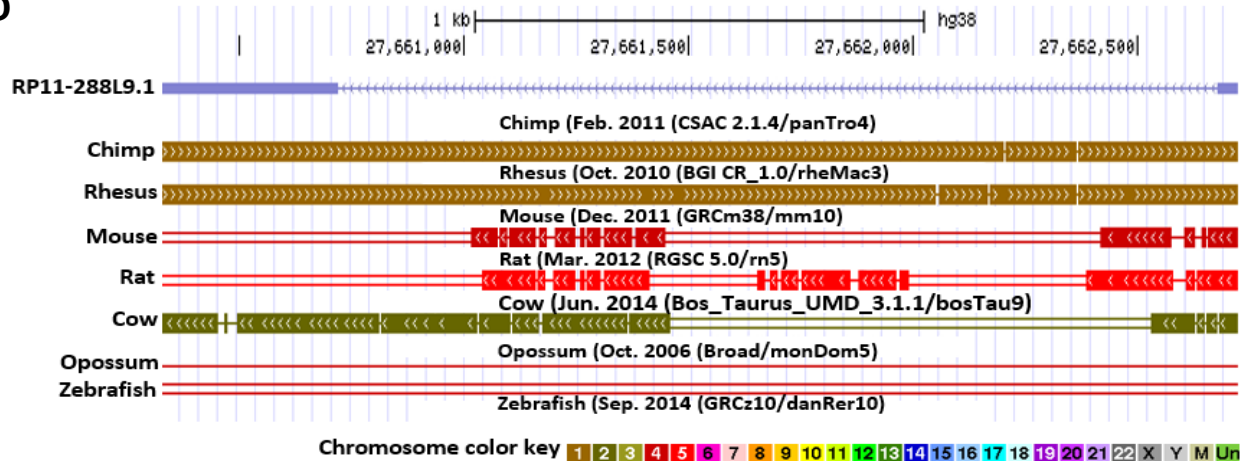 1 kb hg38
27,661,000| 27,661,500| 27,662,000| 27,662,500|
RP11-288L9.1
Chimp (Feb. 2011 (CSAC 2.1.4/panTro4)
Chimp
Rhesus (Oct. 2010 (BGI CR_1.0/rheMac3)
Rhesus
Mouse (Dec. 2011 (GRCm38/mm10)
Mouse
Rat (Mar. 2012 (RGSC 5.0/rn5)
Rat
Cow (Jun. 2014 (Bos_Taurus_UMD_3.1.1/bosTau9)
Cow
Opossum (Oct. 2006 (Broad/monDom5)
Opossum
Zebrafish
Zebrafish (Sep. 2014 (GRCz10/danRer10)
Chromosome color key 1 2 3 4 5 6 7 8 9 10 11 12 13 14 15 16 17 18 19 20 21 22 X Y M Un